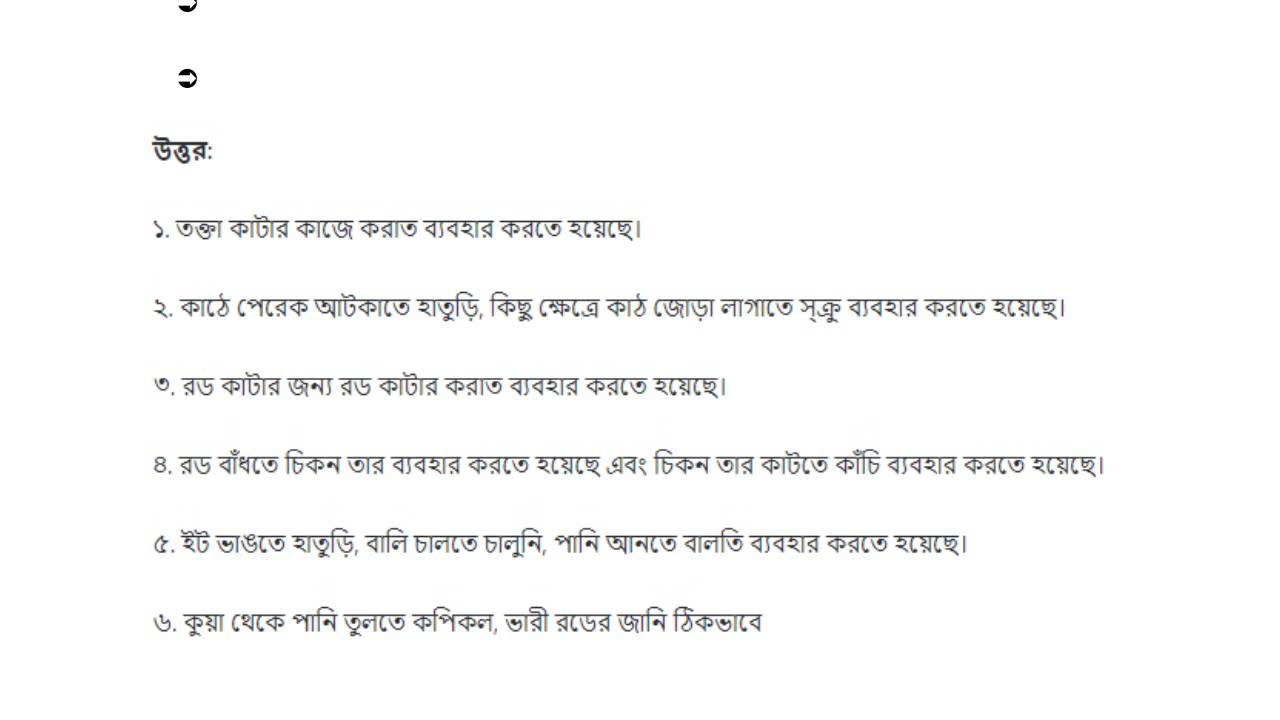 ➲
➲
উত্তর:
১. তক্তা কাটার কাজে করাত ব্যবহার করতে হয়েছে।
২. কাঠে পেরেক আটকাতে হাতুড়ি, কিছু ক্ষেত্রে কাঠ জোড়া লাগাতে স্ক্রু ব্যবহার করতে হয়েছে।
৩. রড কাটার জন্য রড কাটার করাত ব্যবহার করতে হয়েছে।
৪. রড বাঁধতে চিকন তার ব্যবহার করতে হয়েছে এবং চিকন তার কাটতে কাঁচি ব্যবহার করতে হয়েছে।
৫. ইট ভাঙতে হাতুড়ি, বালি চালতে চালুনি, পানি আনতে বালতি ব্যবহার করতে হয়েছে।
৬. কুয়া থেকে পানি তুলতে কপিকল, ভারী রডের জানি ঠিকভাবে